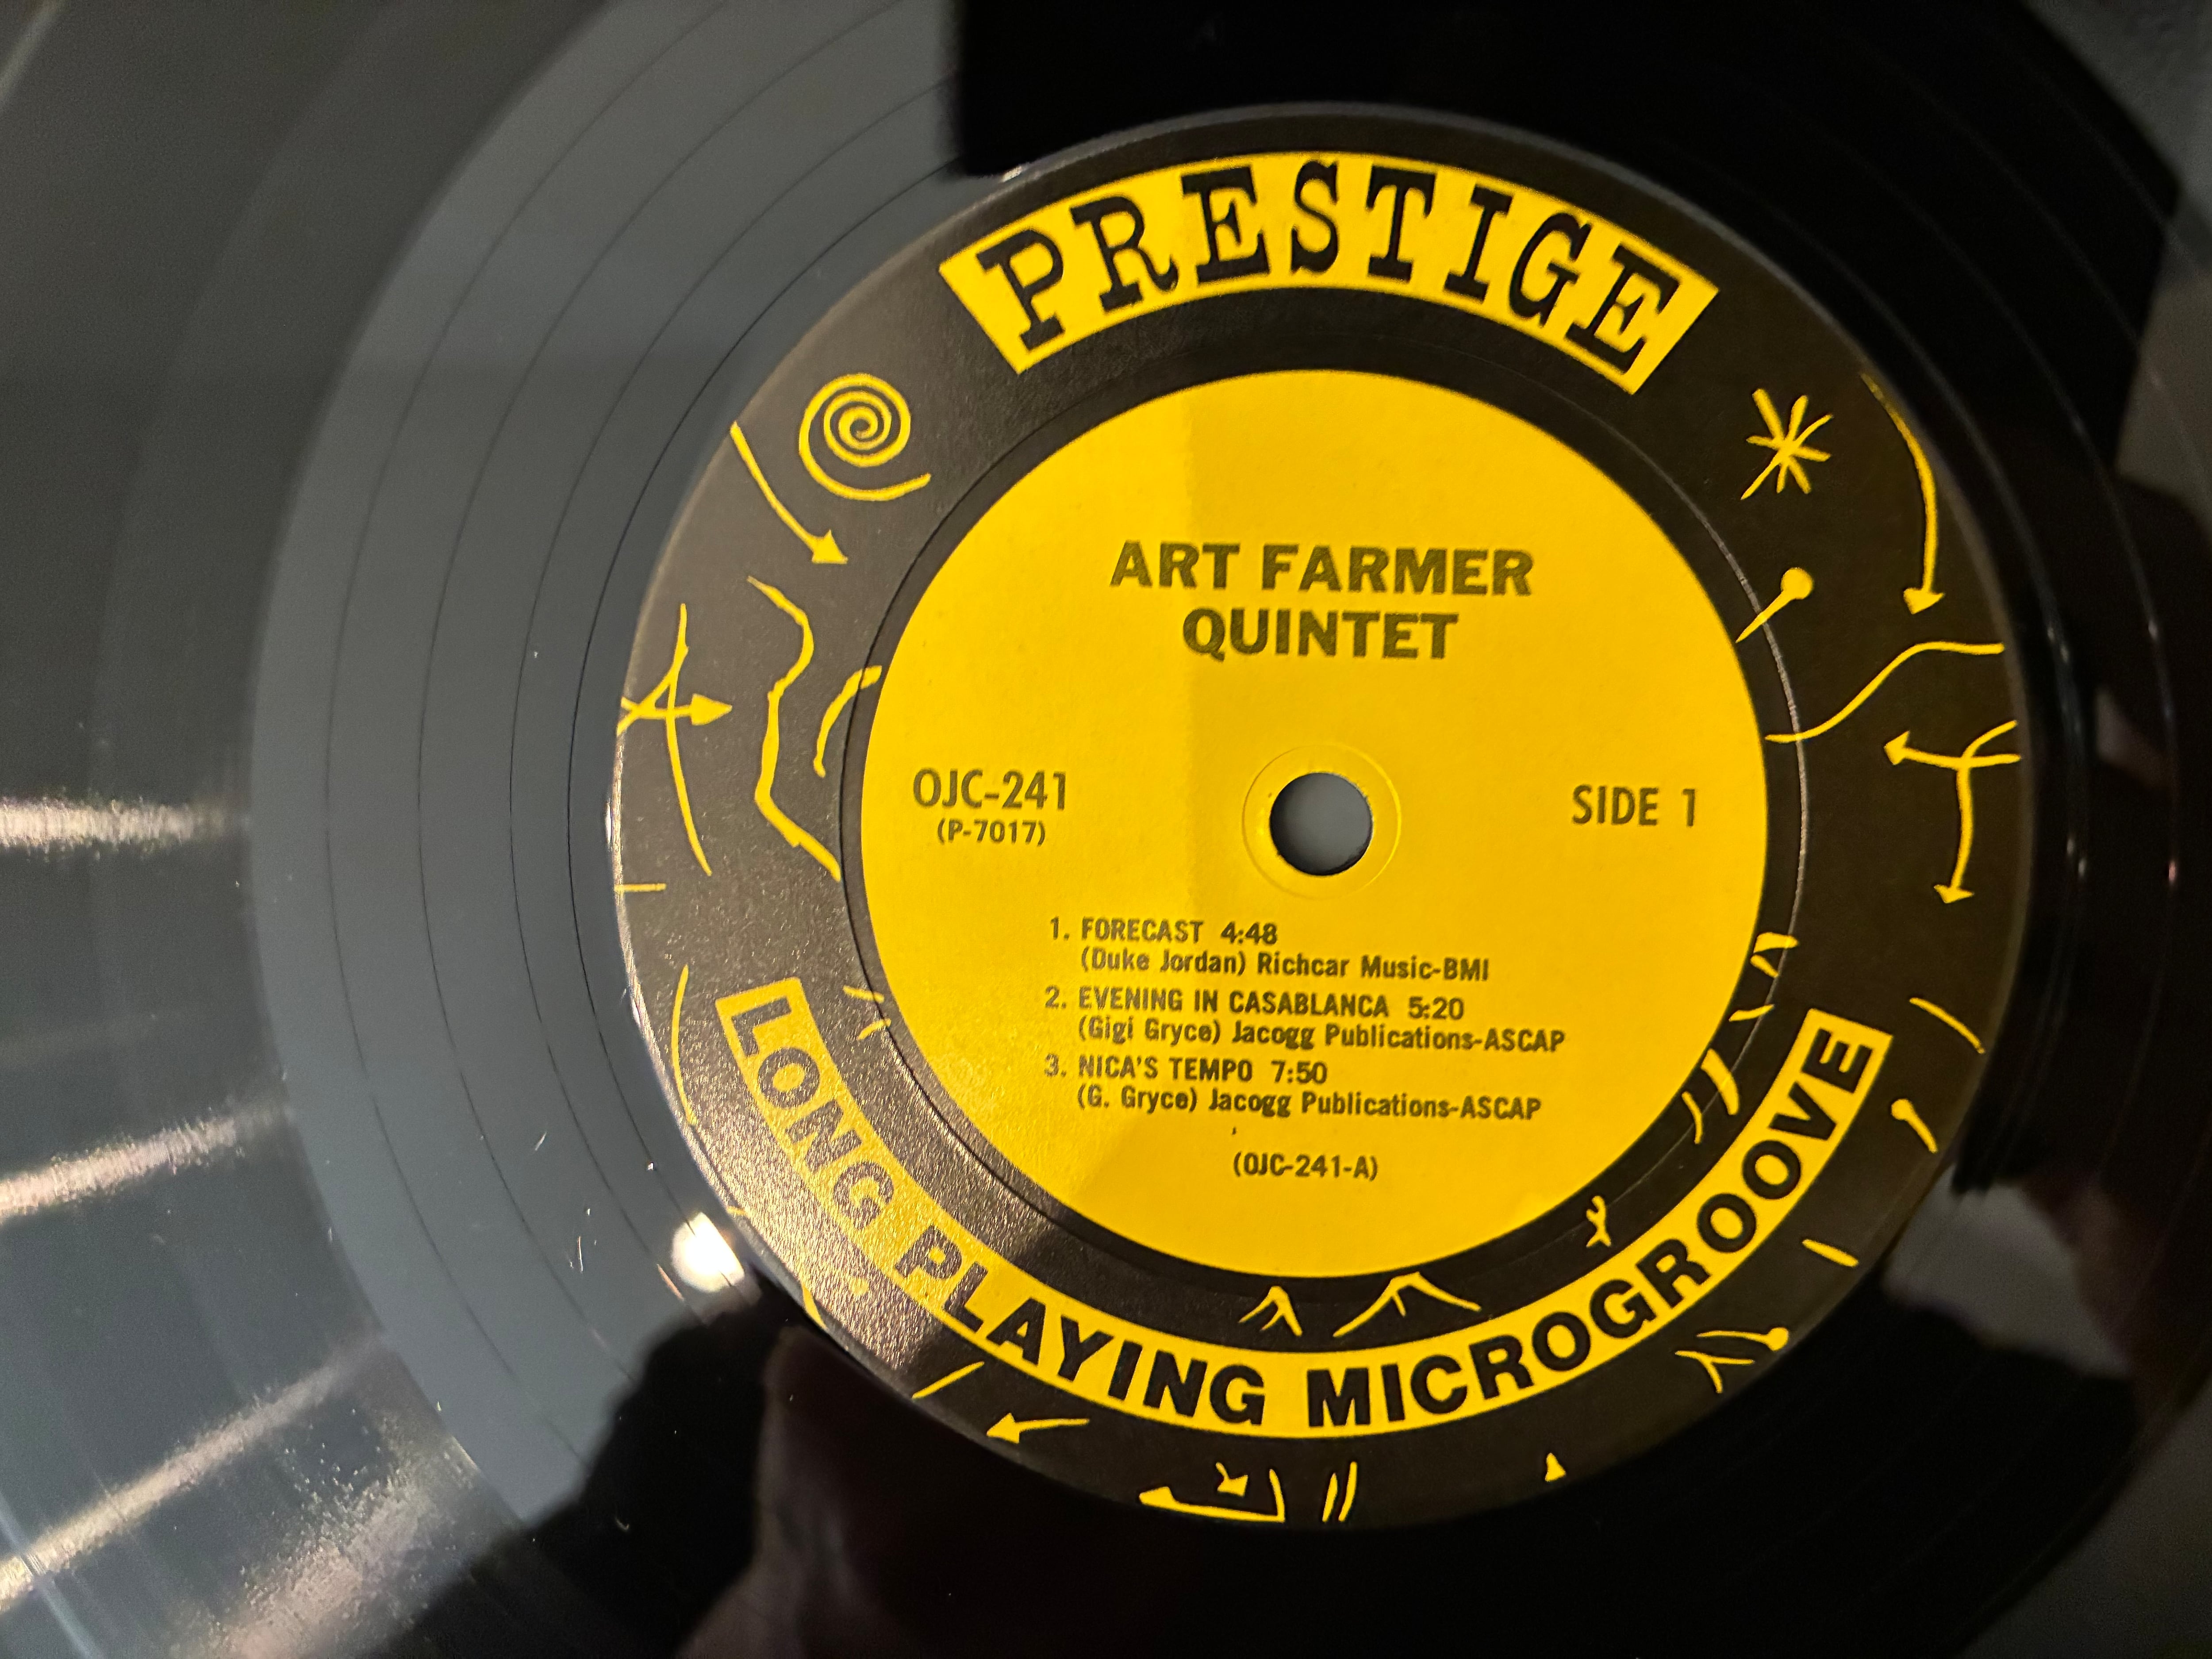 PRESTIGE
ART FARMER
QUINTET
OJC-241
(P-7017)
SIDE 1
1. FORECAST 4:48
(Duke Jordan) Richcar Music-BMI
2. EVENING IN CASABLANCA 5:20
(Gigi Gryce) Jacogg Publications-ASCAP
3. NICA'S TEMPO 7:50
(G. Gryce) Jacogg Publications-ASCAP
(OJC-241-A)
LONG PLAYING MICROGROOVE